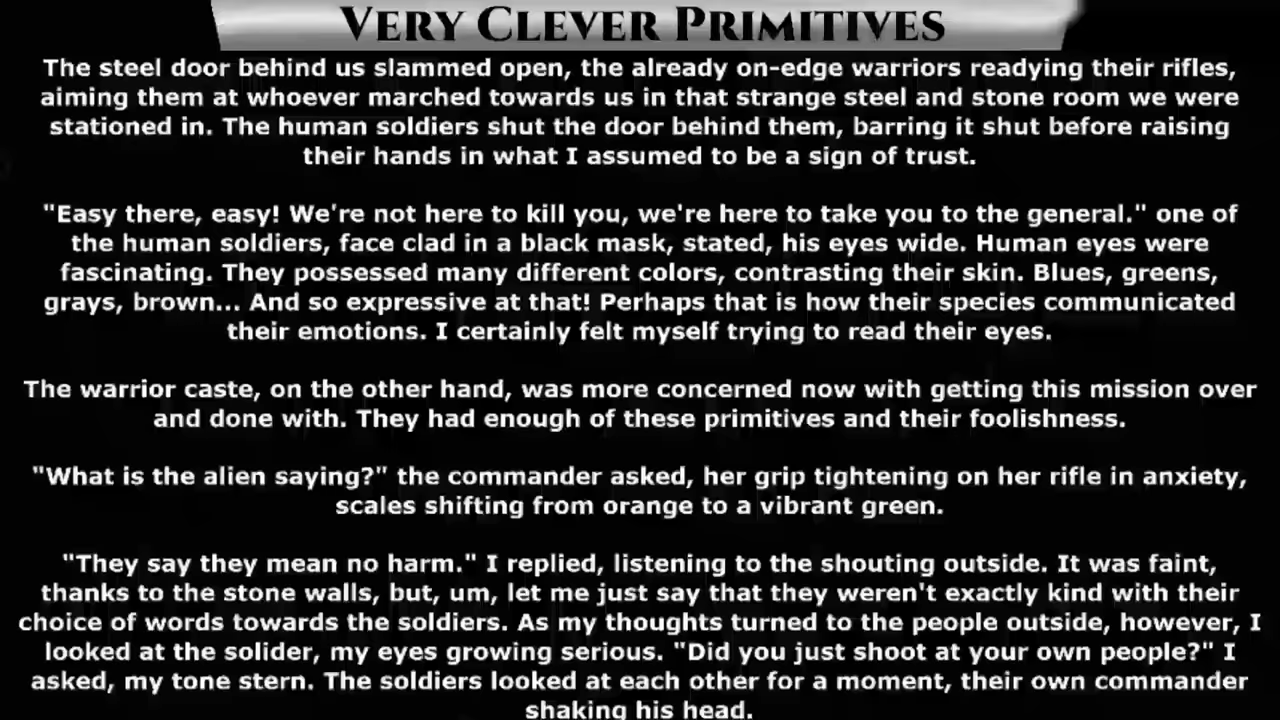 VERY CLEVER PRIMITIVES
The steel door behind us slammed open, the already on-edge warriors readying their rifles,
aiming them at whoever marched towards us in that strange steel and stone room we were
stationed in. The human soldiers shut the door behind them, barring it shut before raising
their hands in what I assumed to be a sign of trust.
"Easy there, easy! We're not here to kill you, we're here to take you to the general." one of
the human soldiers, face clad in a black mask, stated, his eyes wide. Human eyes were
fascinating. They possessed many different colors, contrasting their skin. Blues, greens,
grays, brown... And so expressive at that! Perhaps that is how their species communicated
their emotions. I certainly felt myself trying to read their eyes.
The warrior caste, on the other hand, was more concerned now with getting this mission over
and done with. They had enough of these primitives and their foolishness.
"What is the alien saying?" the commander asked, her grip tightening on her rifle in anxiety,
scales shifting from orange to a vibrant green.
"They say they mean no harm." I replied, listening to the shouting outside. It was faint,
thanks to the stone walls, but, um, let me just say that they weren't exactly kind with their
choice of words towards the soldiers. As my thoughts turned to the people outside, however, I
looked at the solider, my eyes growing serious. "Did you just shoot at your own people?" I
asked, my tone stern. The soldiers looked at each other for a moment, their own commander
shaking his head.